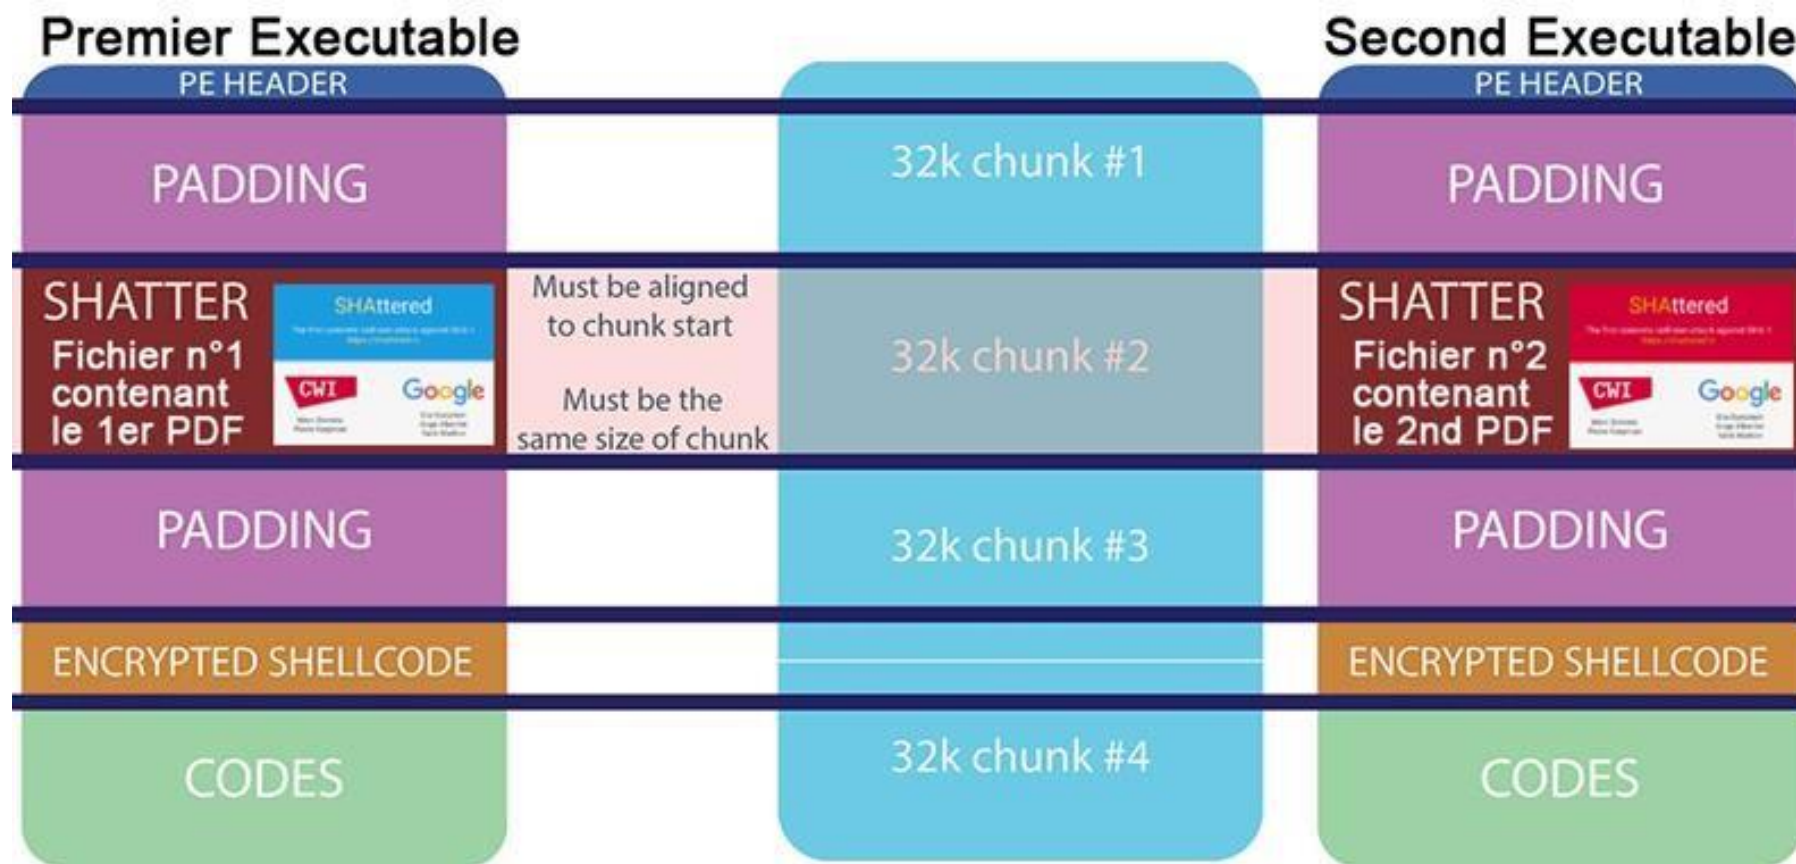 Premier Executable
PE HEADER
PADDING
SHATTER
Fichier n°1
contenant
le 1er PDF
SHAttered
CWI
Google
PADDING
ENCRYPTED SHELLCODE
CODES
Must be aligned
to chunk start
Must be the
same size of chunk
32k chunk #1
32k chunk #2
32k chunk #3
32k chunk #4
Second Executable
PE HEADER
PADDING
SHATTER
Fichier n°2
contenant
le 2nd PDF
SHAttered
CWI
Google
PADDING
ENCRYPTED SHELLCODE
CODES